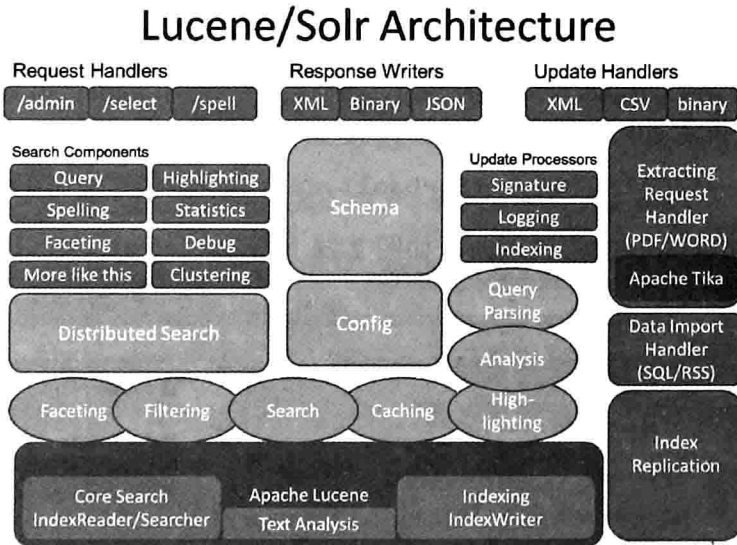 Lucene/Solr Architecture
Request Handlers
/admin /select /spell
Response Writers
XML Binary JSON
Update Handlers
XML CSV binary
Search Components
Query Highlighting
Spelling Statistics
Faceting Debug
More like this Clustering
Distributed Search
Schema
Config
Update Processors
Signature
Logging
Indexing
Extracting
Request
Handler
(PDF/WORD)
Apache Tika
Query
Parsing
Analysis
High-
lighting
Data Import
Handler
(SQL/RSS)
Faceting Filtering Search Caching
Index
Replication
Core Search
IndexReader/Searcher
Apache Lucene
Text Analysis
Indexing
IndexWriter